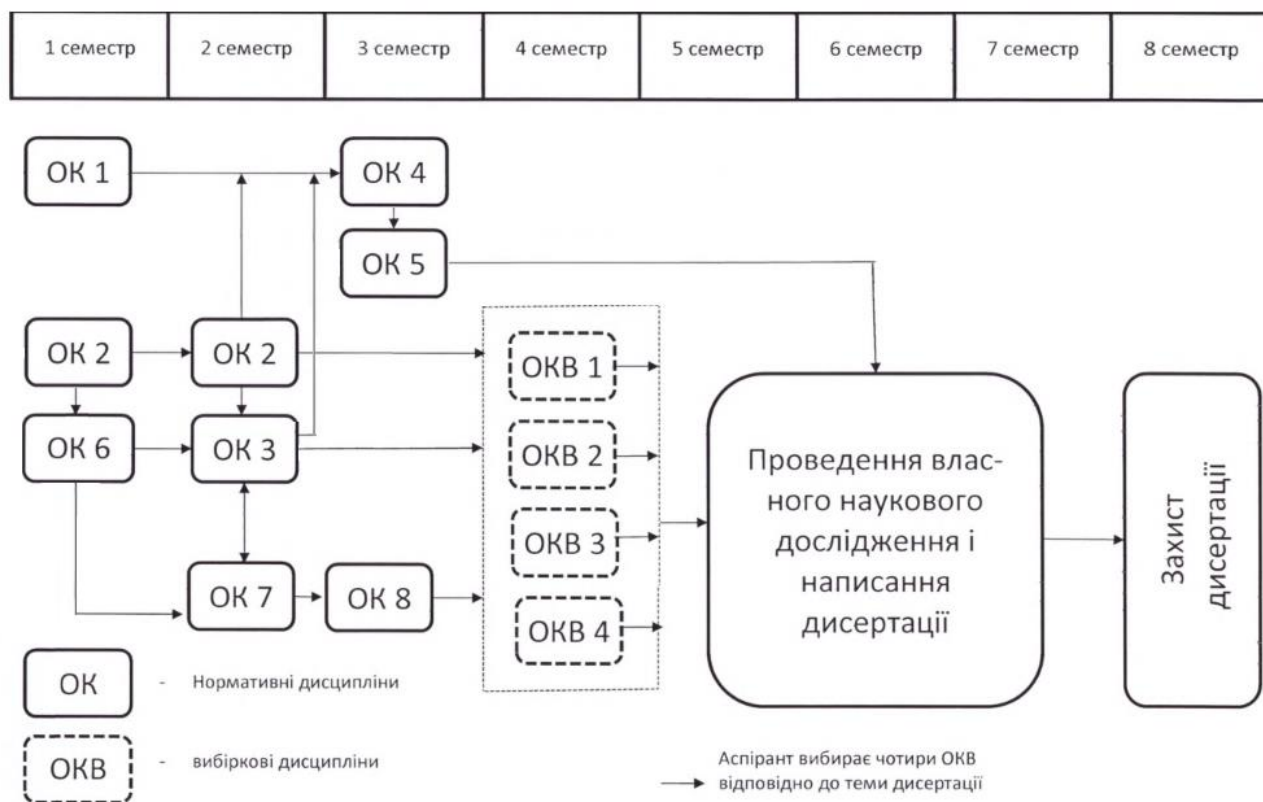 1 семестр
2 семестр
3 семестр
4 семестр
5 семестр
6 семестр
7 семестр
8 семестр
ОК 1
ОК 4
ОК 5
ОК 2
ОК 2
ОКВ 1
ОК 6
ОК 3
ОКВ 2
ОКВ 3
ОК 7
ОК 8
ОКВ 4
Проведення влас-
ного наукового
дослідження і
написання
дисертації
Захист
дисертації
ОК
- Нормативні дисципліни
ОКВ
- вибіркові дисципліни
Аспірант вибирає чотири ОКВ
відповідно до теми дисертації